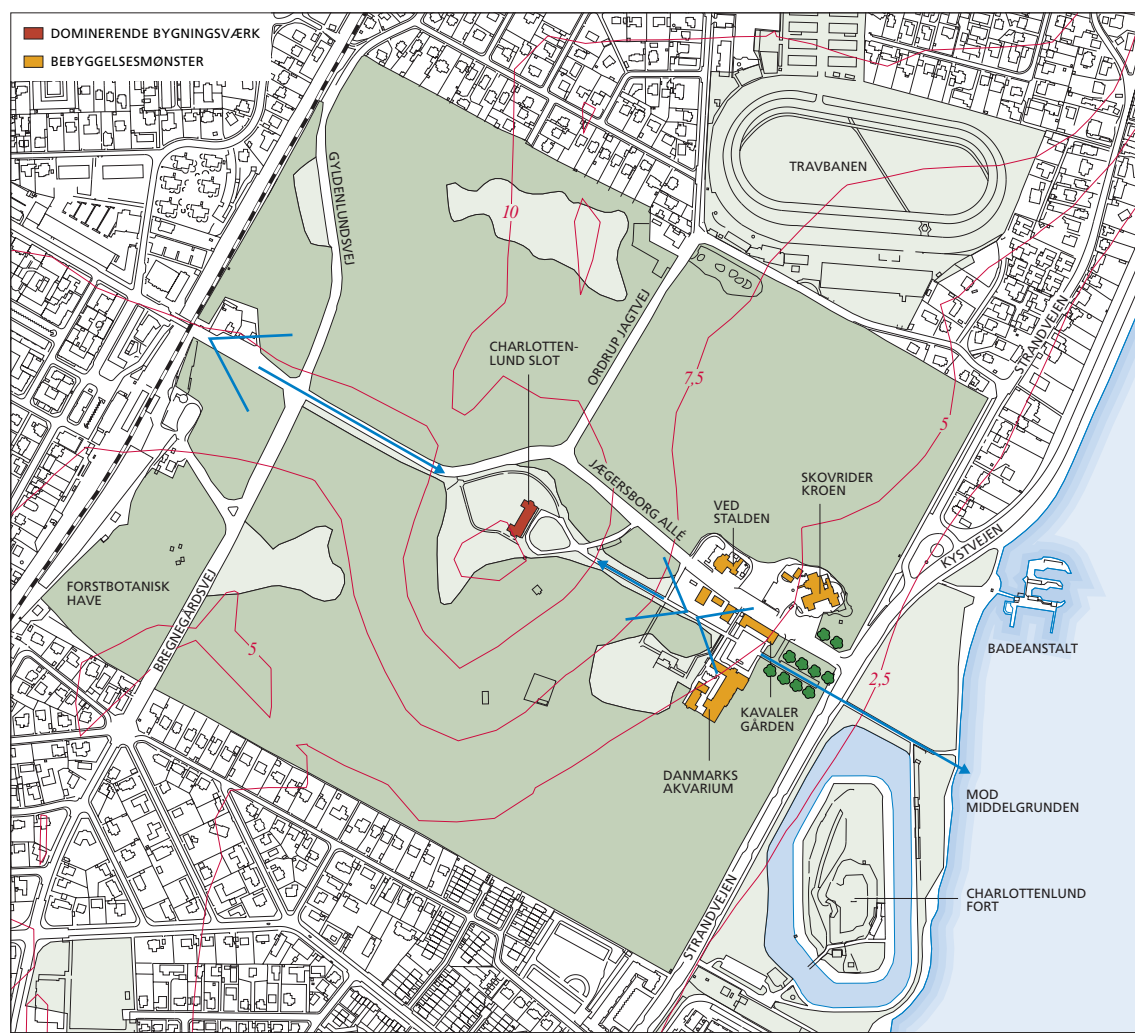 DOMINERENDE BYGNINGSVÆRK
BEBYGGELSESMØNSTER
GYLDENLUNDSVEJ
TRAVBANEN
10
ORDRUP JAGTVEJ
STRANDVEJEN
CHARLOTTEN-
LUND SLOT
7,5
5
JÆGERSBORG ALLÉ
VED
STALDEN
SKOVRIDER
KROEN
KYSTVEJEN
FORSTBOTANISK
HAVE
BREGNEGÅRDSVEJ
5
BADEANSTALT
2,5
KAVALER
GÅRDEN
DANMARKS
AKVARIUM
MOD
MIDDELGRUNDEN
STRANDVEJEN
CHARLOTTENLUND
FORT